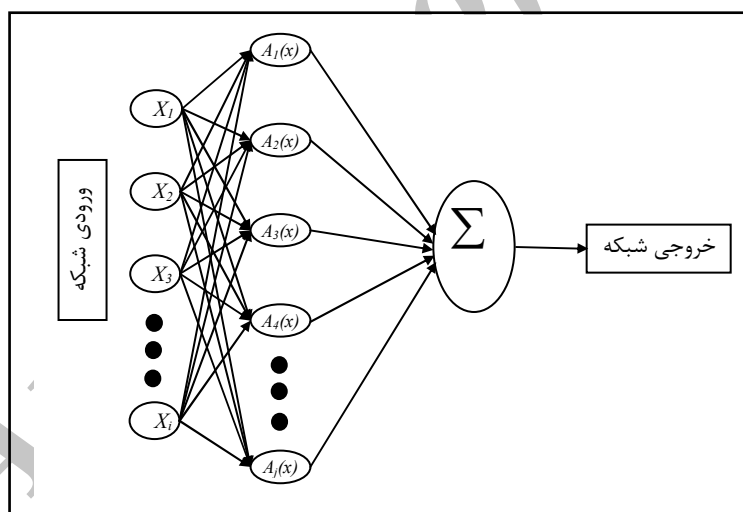 A1(x)
X1
A2(x)
X2
ورودی شبکه
A3(x)
Σ
خروجی شبکه
X3
A4(x)
Xi
Aj(x)